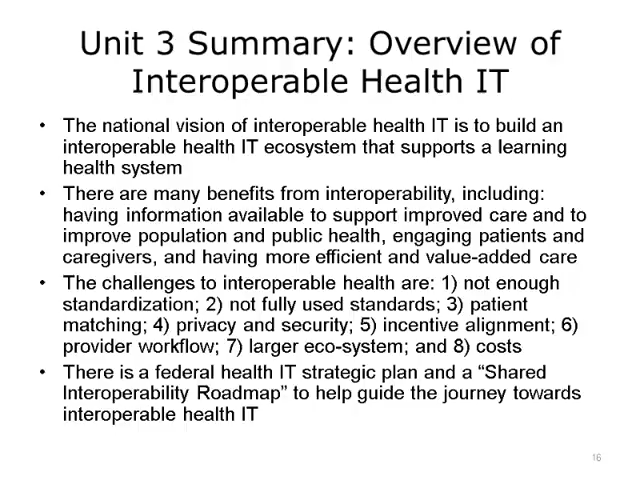 Unit 3 Summary: Overview of
Interoperable Health IT
• The national vision of interoperable health IT is to build an
interoperable health IT ecosystem that supports a learning
health system
• There are many benefits from interoperability, including:
having information available to support improved care and to
improve population and public health, engaging patients and
caregivers, and having more efficient and value-added care
• The challenges to interoperable health are: 1) not enough
standardization; 2) not fully used standards; 3) patient
matching; 4) privacy and security; 5) incentive alignment; 6)
provider workflow; 7) larger eco-system; and 8) costs
• There is a federal health IT strategic plan and a “Shared
Interoperability Roadmap” to help guide the journey towards
interoperable health IT
16